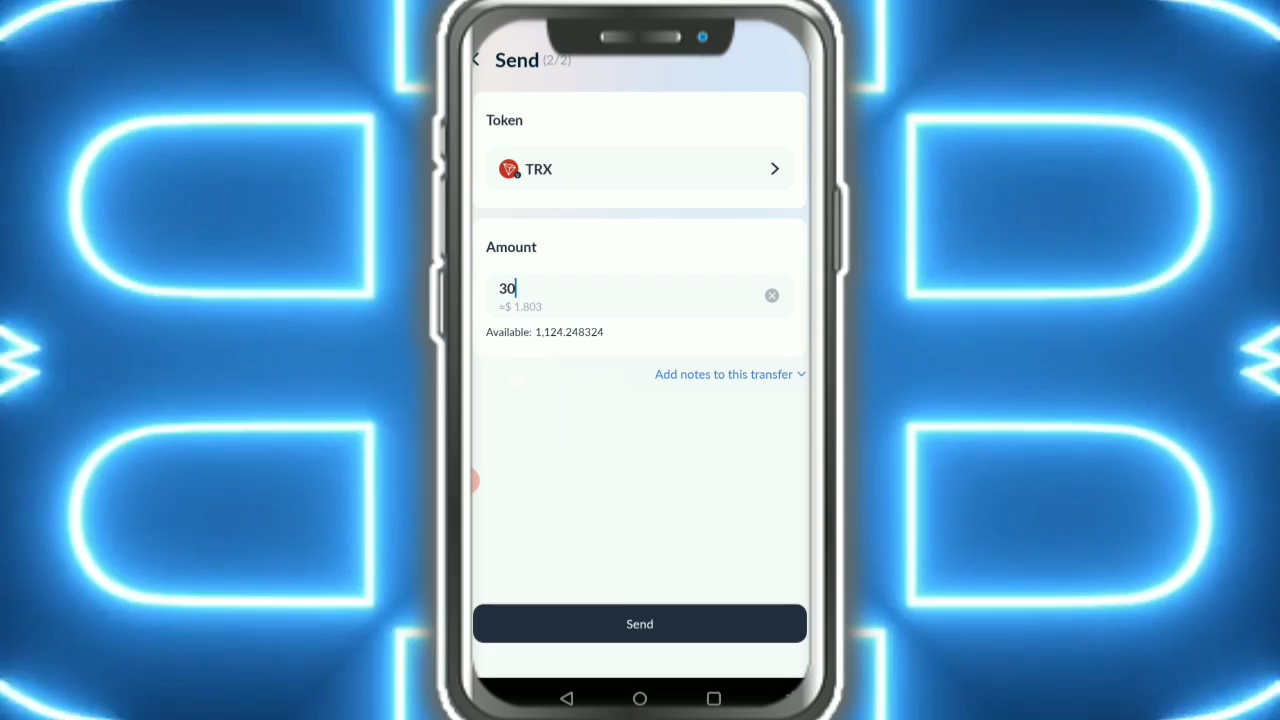 Send (2/2)
Token
TRX
Amount
30
≈$ 1.803
Available: 1,124.248324
Add notes to this transfer
Send